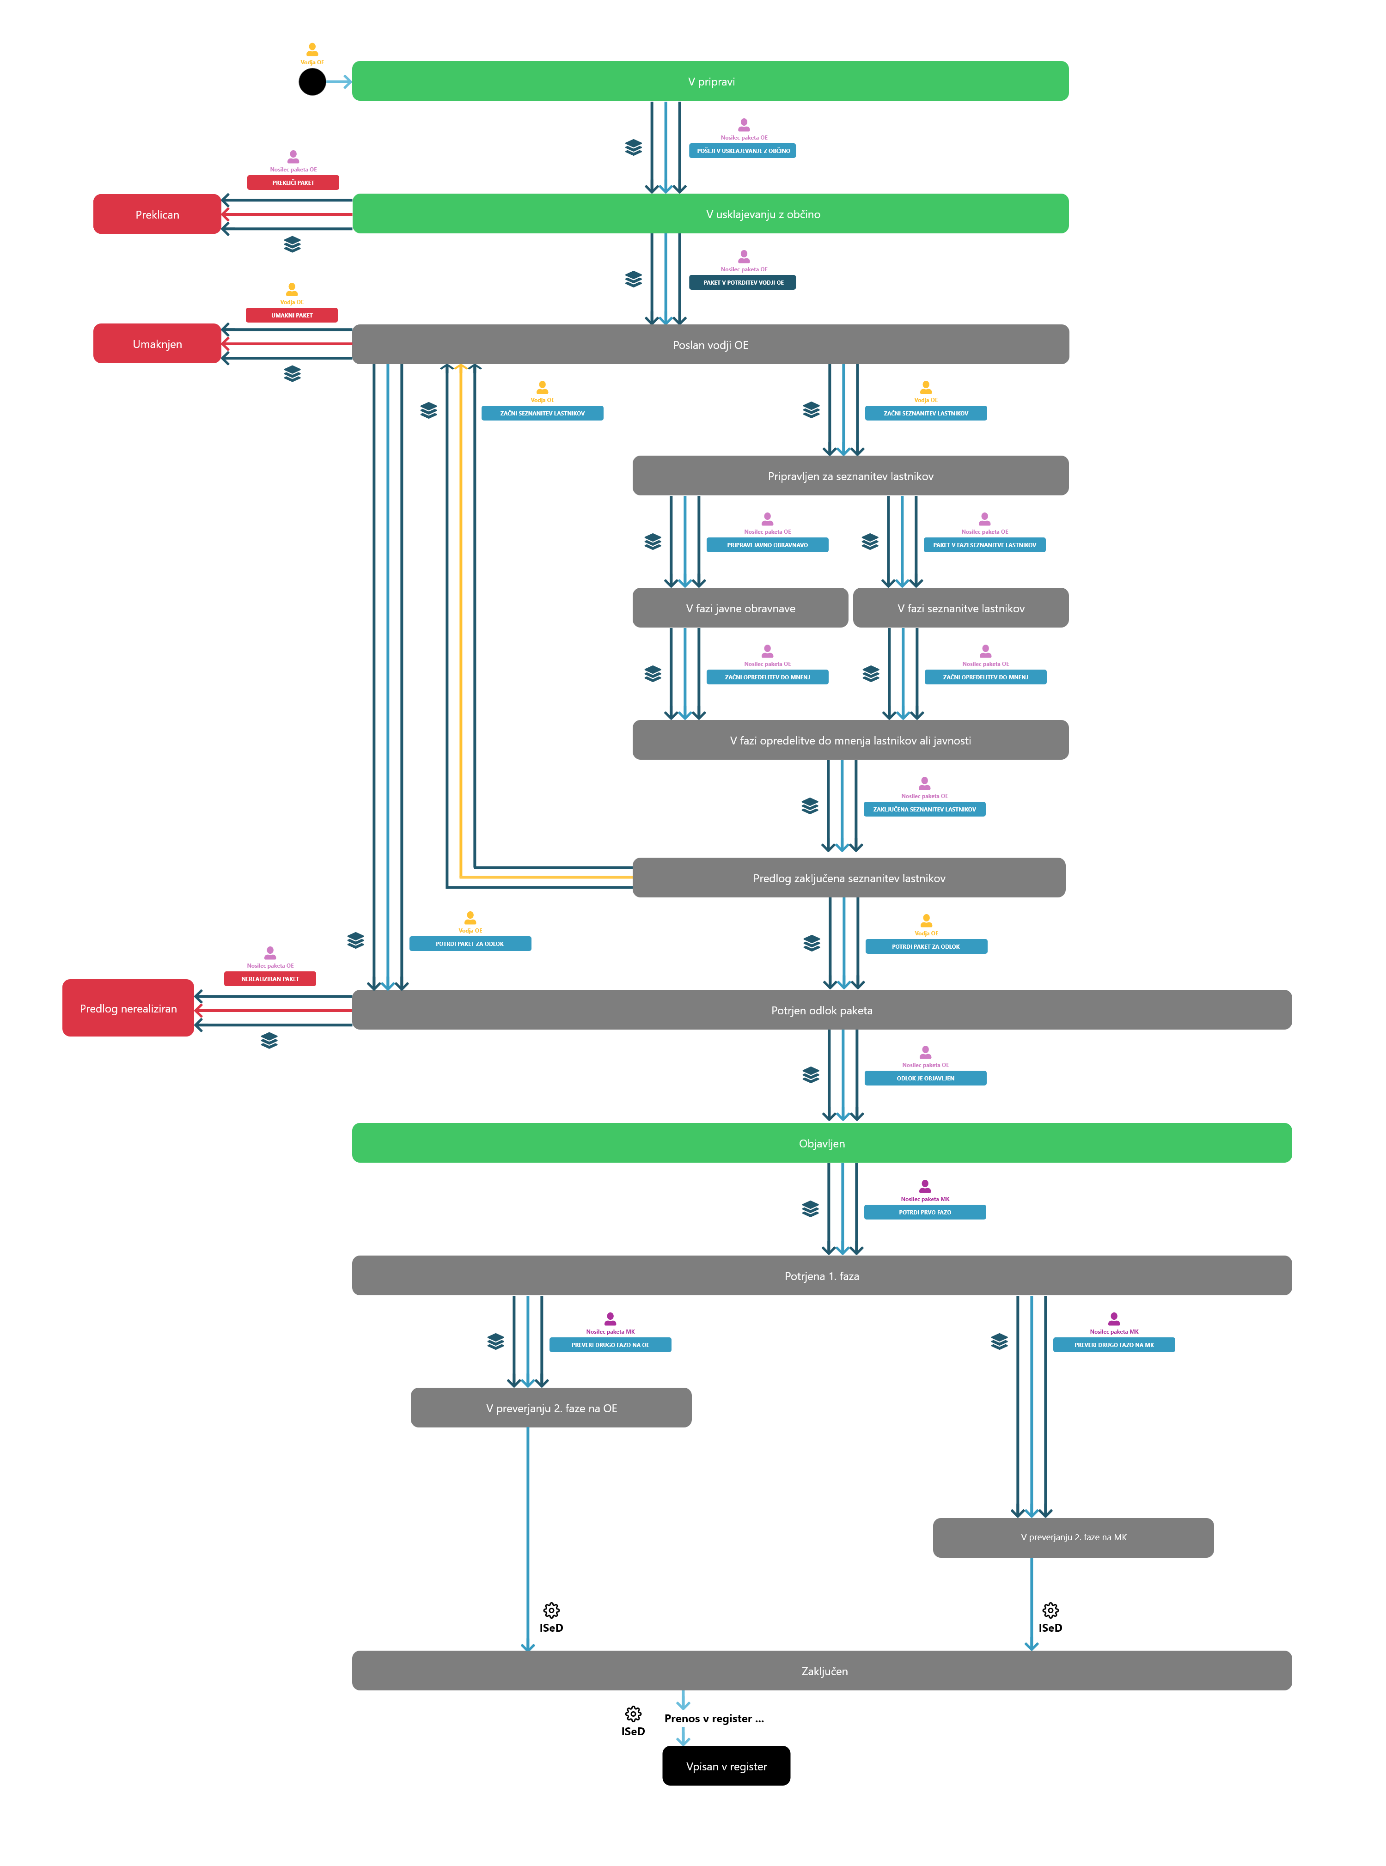 Vodja OE
V pripravi
Nosilec paketa OE
POŠLJI V USKLAJEVANJE Z OBČINO
Nosilec paketa OE
PREKLIČI PAKET
Preklican
V usklajevanju z občino
Nosilec paketa OE
PAKET V POTRDITEV VODJI OE
Vodja OE
UMAKNI PAKET
Umaknjen
Poslan vodji OE
Vodja OE
ZAČNI SEZNANITEV LASTNIKOV
Vodja OE
ZAČNI SEZNANITEV LASTNIKOV
Pripravljen za seznanitev lastnikov
Nosilec paketa OE
PRIPRAVI JAVNO OBRAVNAVO
Nosilec paketa OE
PAKET V FAZI SEZNANITVE LASTNIKOV
V fazi javne obravnave
V fazi seznanitve lastnikov
Nosilec paketa OE
ZAČNI OPREDELITEV DO MNENJ
Nosilec paketa OE
ZAČNI OPREDELITEV DO MNENJ
V fazi opredelitve do mnenja lastnikov ali javnosti
Nosilec paketa OE
ZAKLJUČENA SEZNANITEV LASTNIKOV
Predlog zaključena seznanitev lastnikov
Vodja OE
POTRDI PAKET ZA ODLOK
Vodja OE
POTRDI PAKET ZA ODLOK
Nosilec paketa OE
NEREALIZIRAN PAKET
Predlog nerealiziran
Potrjen odlok paketa
Nosilec paketa OE
ODLOK JE OBJAVLJEN
Objavljen
Nosilec paketa MK
POTRDI PRVO FAZO
Potrjena 1. faza
Nosilec paketa MK
PREVERI DRUGO FAZO NA OE
Nosilec paketa MK
PREVERI DRUGO FAZO NA MK
V preverjanju 2. faze na OE
V preverjanju 2. faze na MK
ISeD
ISeD
Zaključen
ISeD
Prenos v register ...
Vpisan v register